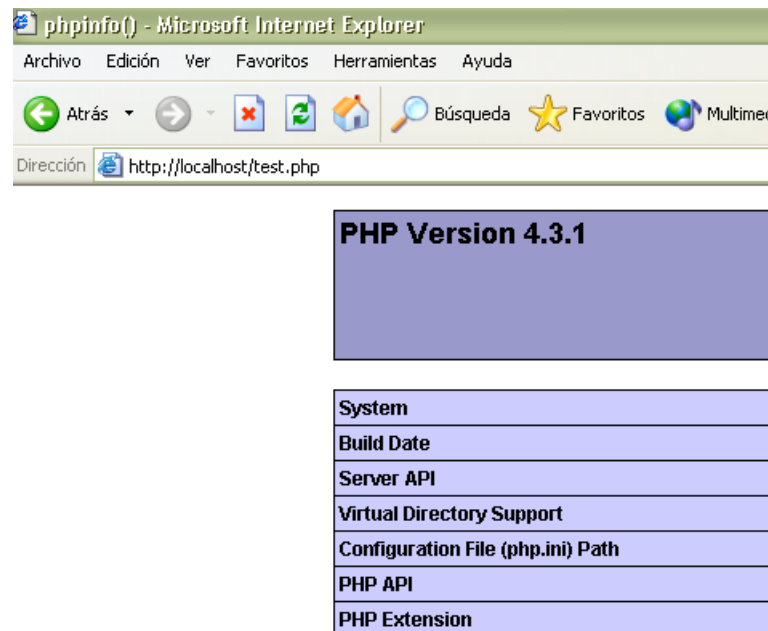 phpinfo() - Microsoft Internet Explorer
Archivo Edición Ver Favoritos Herramientas Ayuda
Atrás Búsqueda Favoritos
Dirección http://localhost/test.php
PHP Version 4.3.1
System
Build Date
Server API
Virtual Directory Support
Configuration File (php.ini) Path
PHP API
PHP Extension